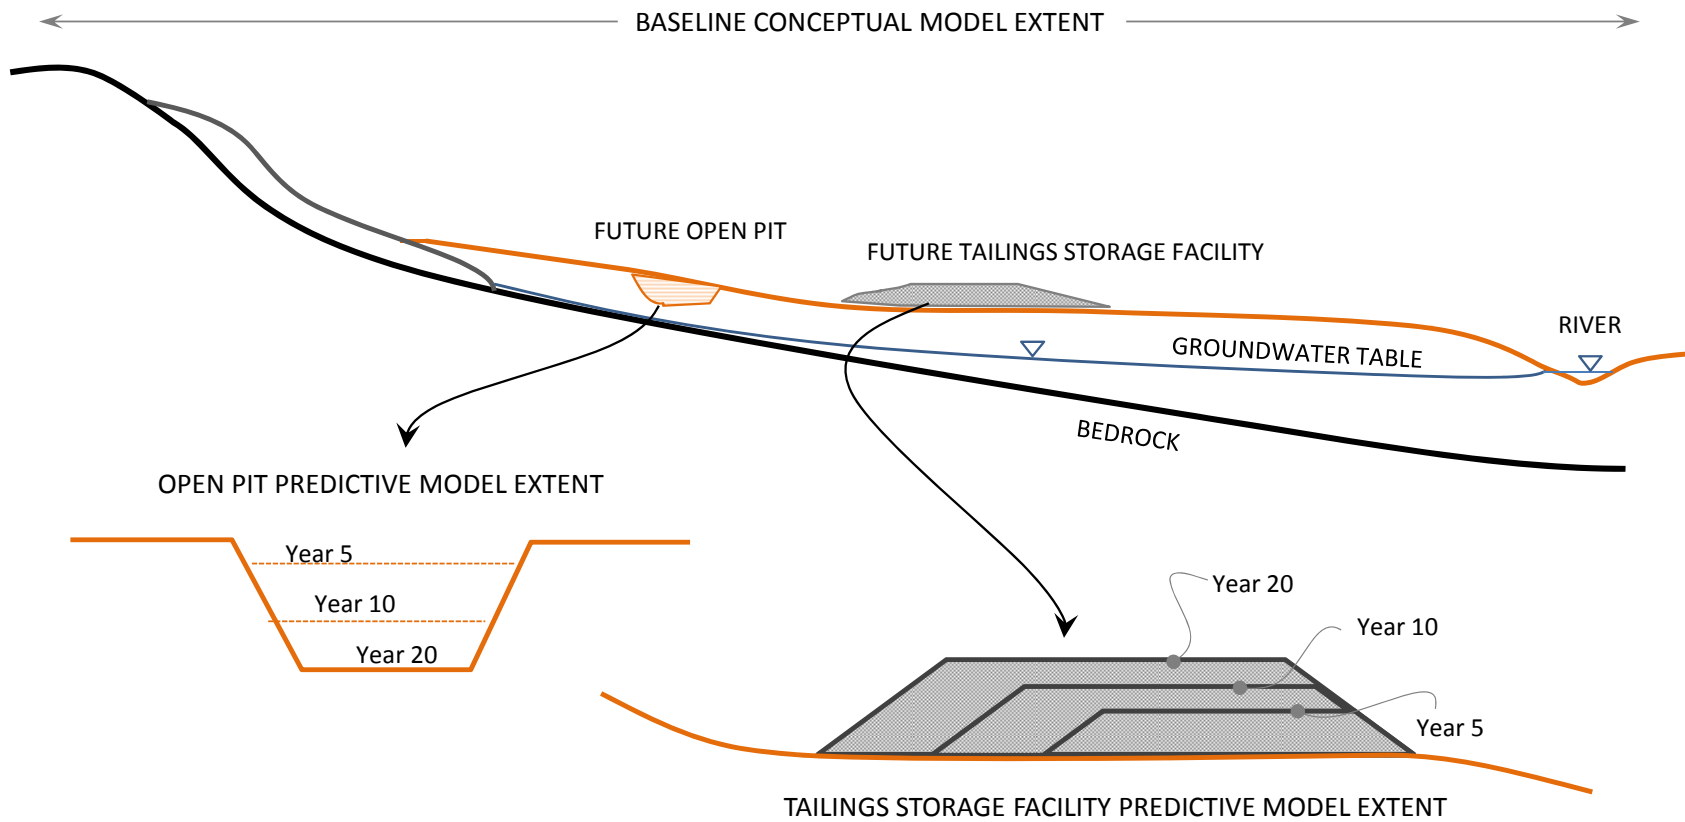 BASELINE CONCEPTUAL MODEL EXTENT
FUTURE OPEN PIT
FUTURE TAILINGS STORAGE FACILITY
RIVER
GROUNDWATER TABLE
BEDROCK
OPEN PIT PREDICTIVE MODEL EXTENT
Year 5
Year 10
Year 20
Year 20
Year 10
Year 5
TAILINGS STORAGE FACILITY PREDICTIVE MODEL EXTENT